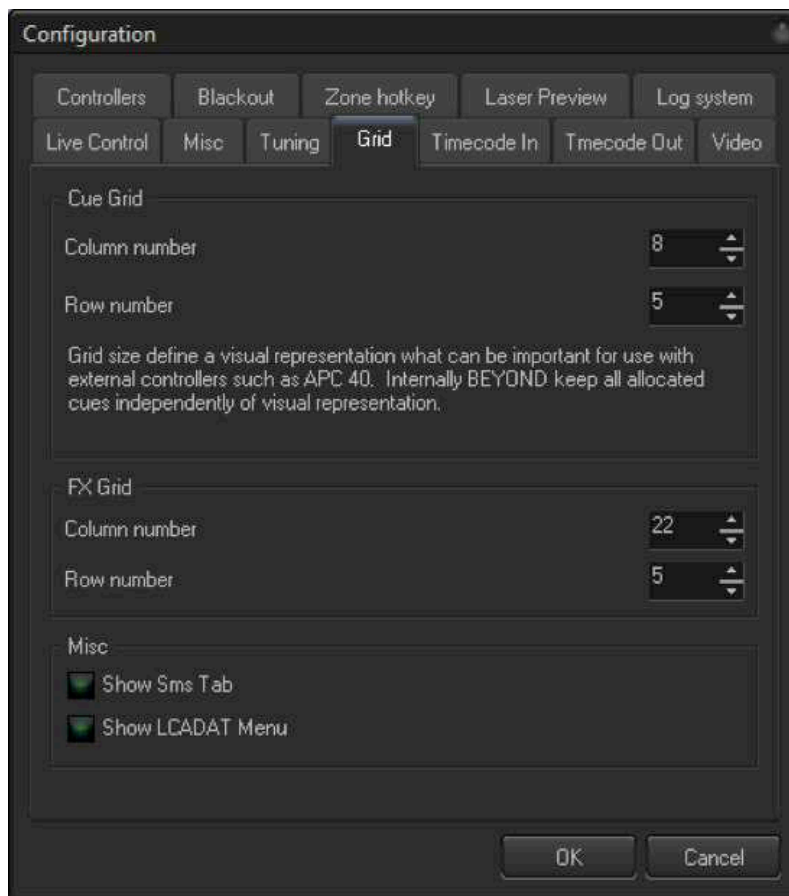 Configuration
Controllers Blackout Zone hotkey Laser Preview Log system
Live Control Misc Tuning Grid Timecode In Tmecode Out Video
Cue Grid
Column number 8
Row number 5
Grid size define a visual representation what can be important for use with
external controllers such as APC 40. Internally BEYOND keep all allocated
cues independently of visual representation.
FX Grid
Column number 22
Row number 5
Misc
Show Sms Tab
Show LCADAT Menu
OK Cancel